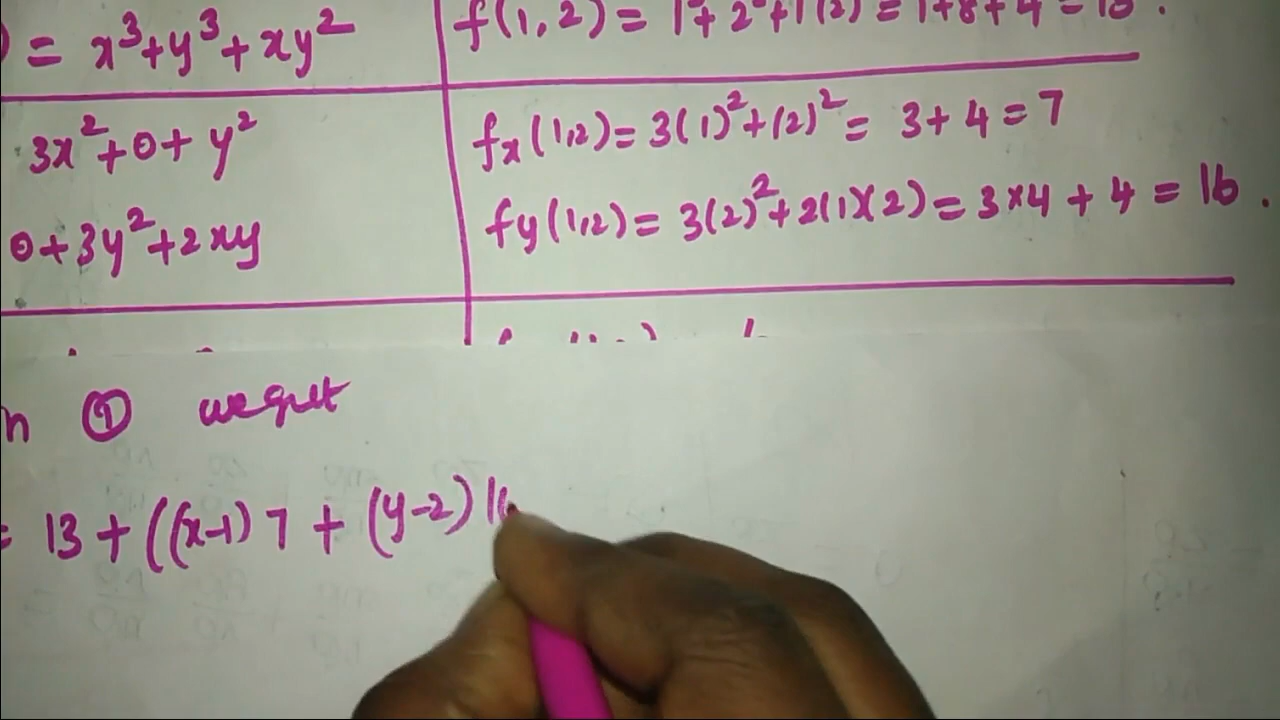 ) = x³+y³+xy²
f(1,2) = 1³+2³+1(2)² = 1+8+4 = 13.
3x²+0+y²
fx(1,2) = 3(1)²+(2)² = 3+4 = 7
0+3y²+2xy
fy(1,2) = 3(2)²+2(1)(2) = 3×4+4 = 16.
n ① we get
= 13+((x-1)7+(y-2)16